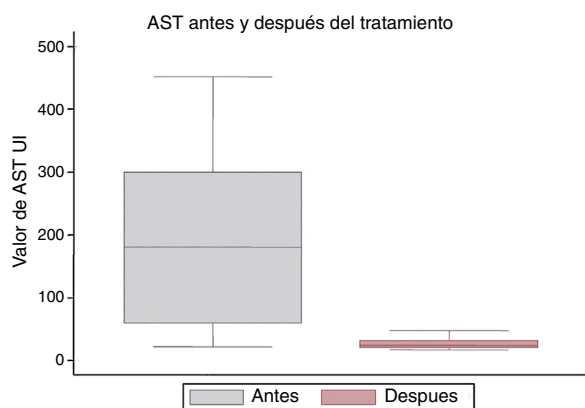 AST antes y después del tratamiento
500
400
300
200
100
0
Valor de AST UI
Antes
Despues